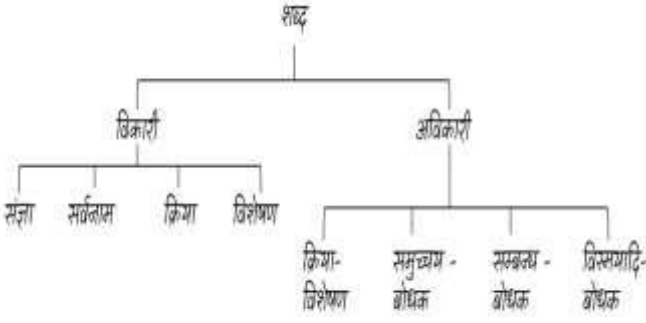 शब्द
विकारी अविकारी
संज्ञा सर्वनाम क्रिया विशेषण
क्रिया- समुच्चय - सम्बन्ध - विस्मयादि-
विशेषण बोधक बोधक बोधक